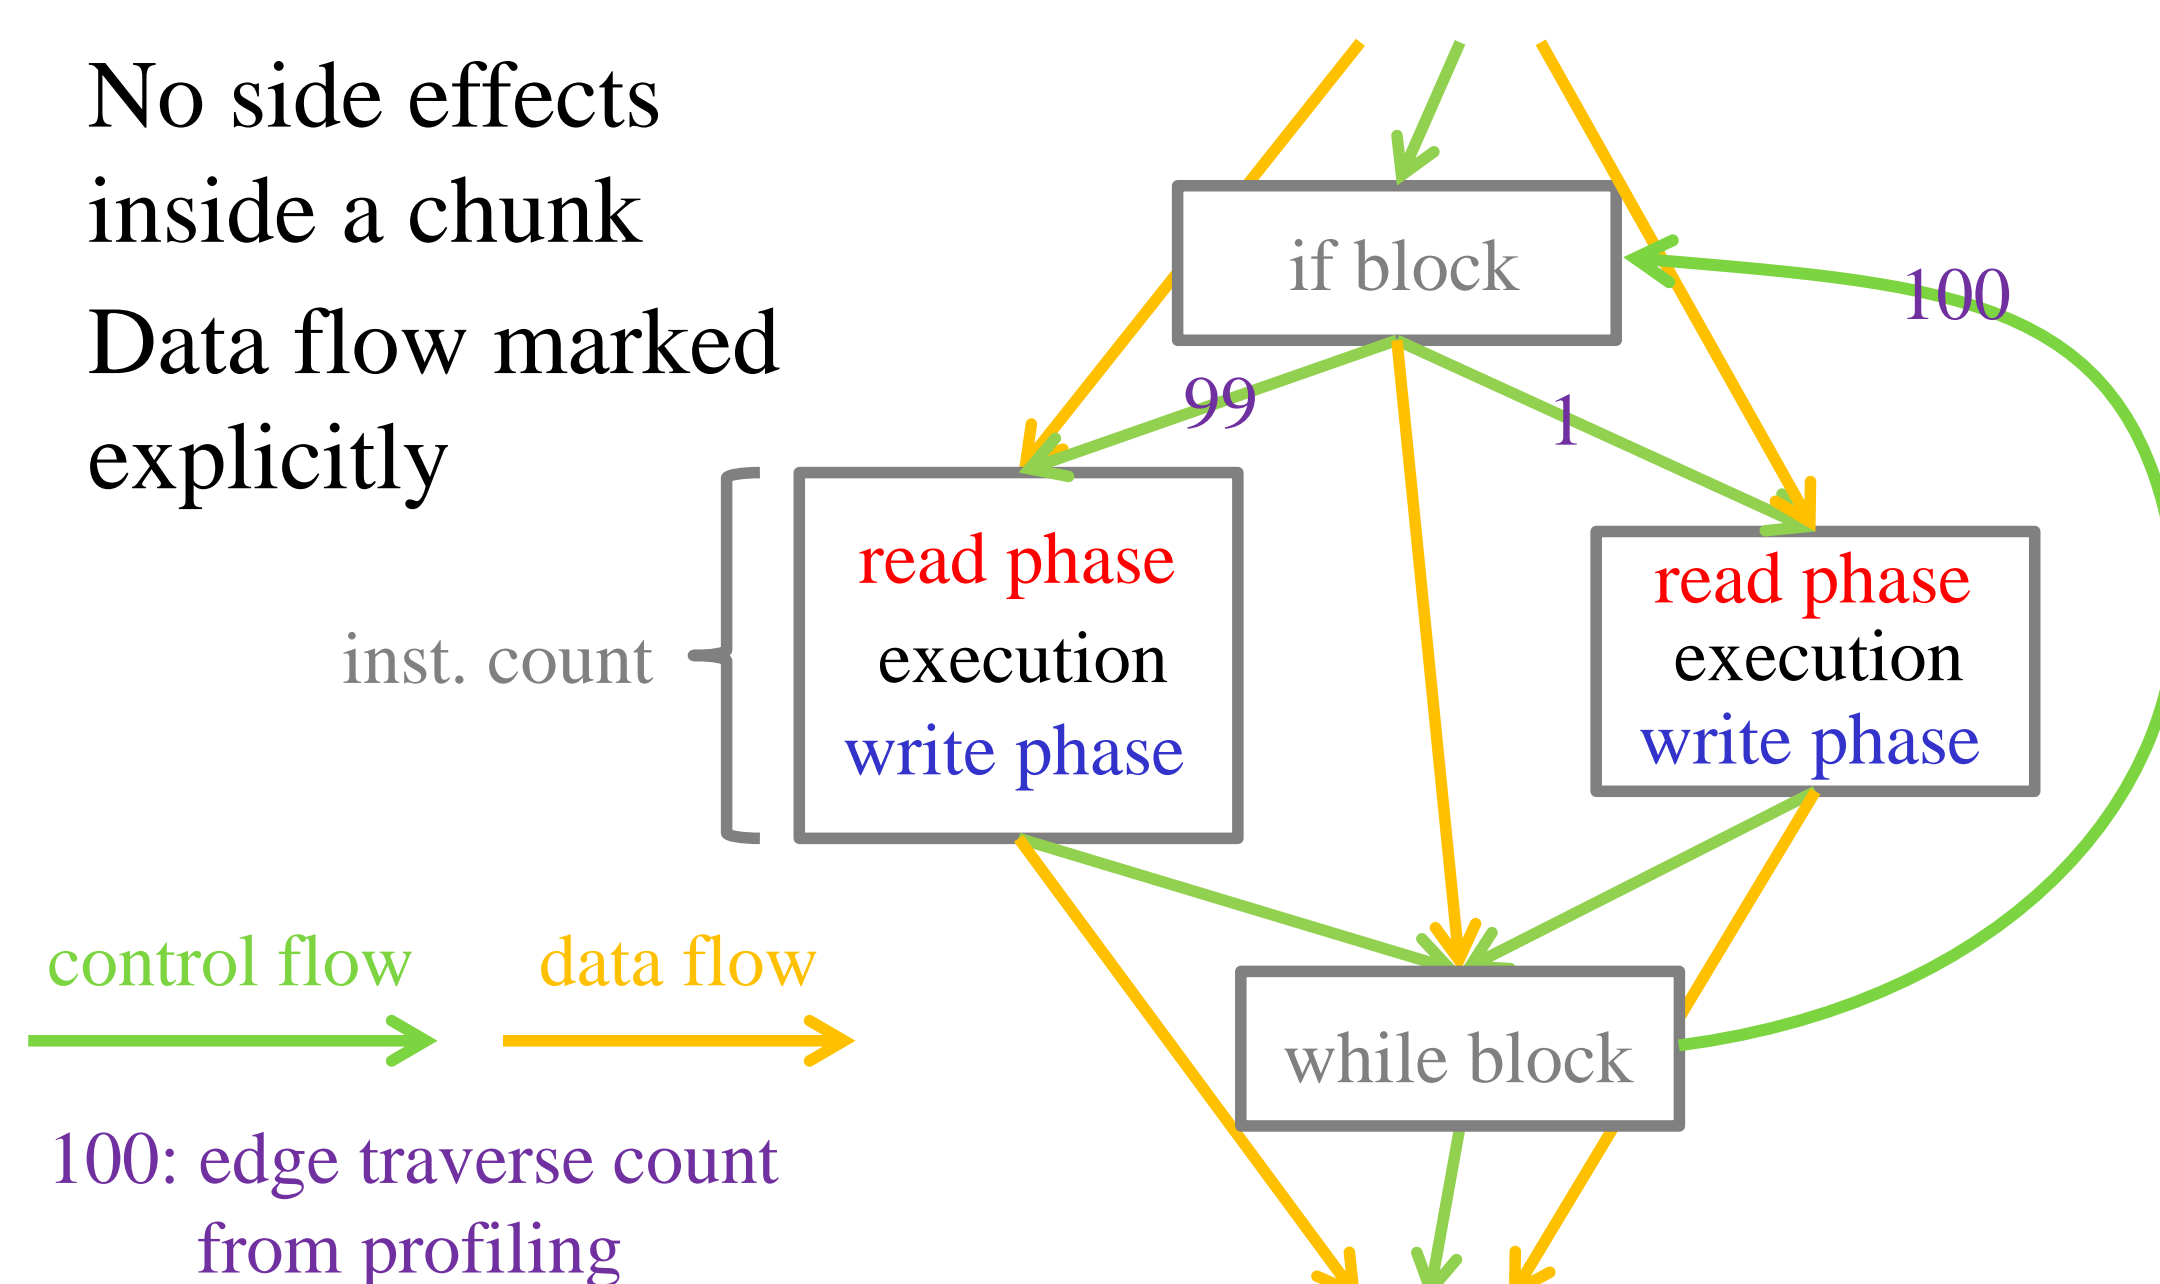 No side effects
inside a chunk
Data flow marked
explicitly
if block
100
99
1
read phase
execution
write phase
read phase
execution
write phase
inst. count
control flow
data flow
while block
100: edge traverse count
from profiling